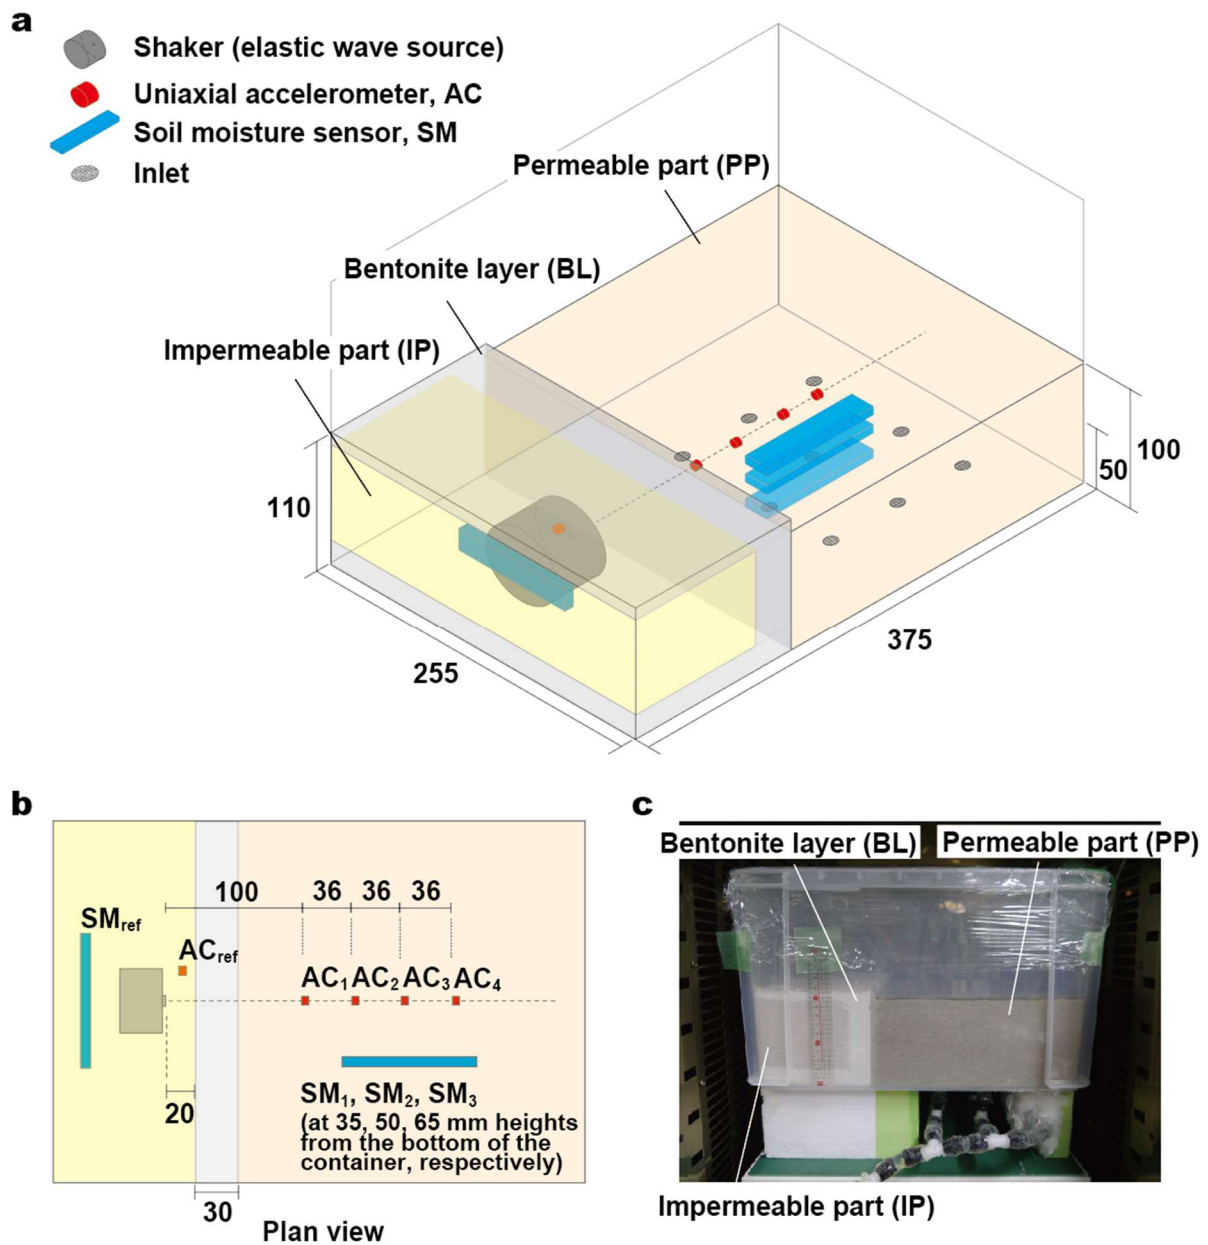 a
Shaker (elastic wave source)
Uniaxial accelerometer, AC
Soil moisture sensor, SM
Inlet
Permeable part (PP)
Bentonite layer (BL)
Impermeable part (IP)
110
255
375
50
100
b
100
36
36
36
SMref
ACref
AC1
AC2
AC3
AC4
20
SM1, SM2, SM3
(at 35, 50, 65 mm heights
from the bottom of the
container, respectively)
30
Plan view
c
Bentonite layer (BL)
Permeable part (PP)
Impermeable part (IP)